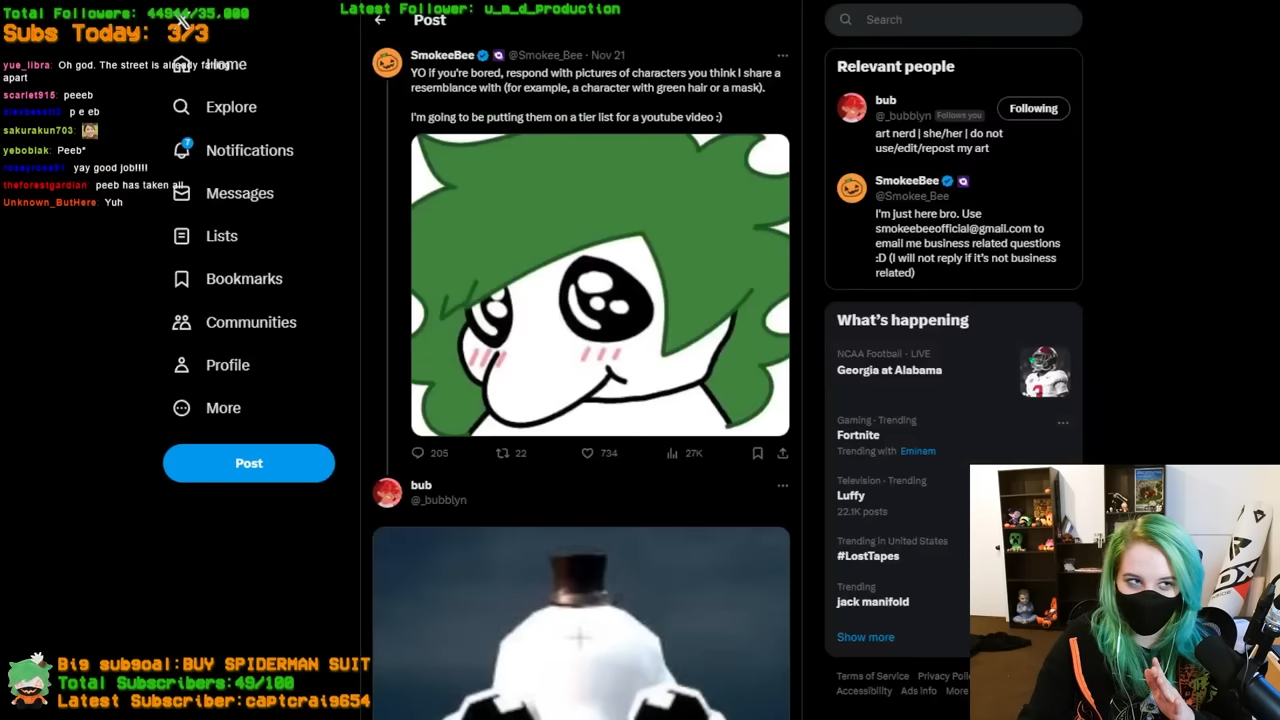 Total Followers: 44944/35,000
Subs Today: 3/3
Latest Follower: u_m_d_production
yue_libra: Oh god. The street is already falling
apart
scarlet915: peeeb
p e eb
sakurakun703:
yeboblak: Peeb*
yay good job!!!!
theforestgardian: peeb has taken all
Unknown_ButHere: Yuh
Home
Explore
7
Notifications
Messages
Lists
Bookmarks
Communities
Profile
More
Post
Post
SmokeeBee @Smokee_Bee · Nov 21
YO if you're bored, respond with pictures of characters you think I share a
resemblance with (for example, a character with green hair or a mask).
I'm going to be putting them on a tier list for a youtube video :)
205 22 734 27K
bub
@_bubblyn
Search
Relevant people
bub
@_bubblyn Follows you
Following
art nerd | she/her | do not
use/edit/repost my art
SmokeeBee
@Smokee_Bee
I'm just here bro. Use
smokeebeeofficial@gmail.com to
email me business related questions
:D (I will not reply if it's not business
related)
What's happening
NCAA Football · LIVE
Georgia at Alabama
Gaming · Trending
Fortnite
Trending with Eminem
Television · Trending
Luffy
22.1K posts
Trending in United States
#LostTapes
Trending
jack manifold
Show more
Terms of Service Privacy Poli
Accessibility Ads info More
Big subgoal:BUY SPIDERMAN SUIT
Total Subscribers:49/100
Latest Subscriber:captcraig654